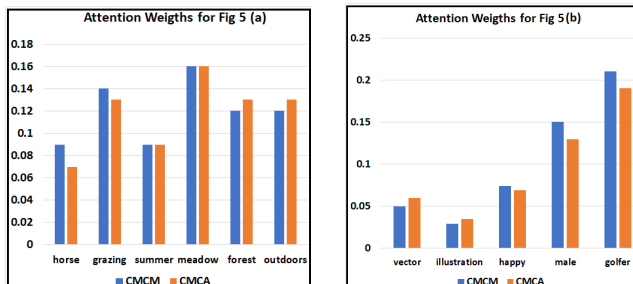 Attention Weigths for Fig 5 (a)
0.18
0.16
0.14
0.12
0.1
0.08
0.06
0.04
0.02
0
horse grazing summer meadow forest outdoors
CMCM CMCA
Attention Weigths for Fig 5(b)
0.25
0.2
0.15
0.1
0.05
0
vector illustration happy male golfer
CMCM CMCA